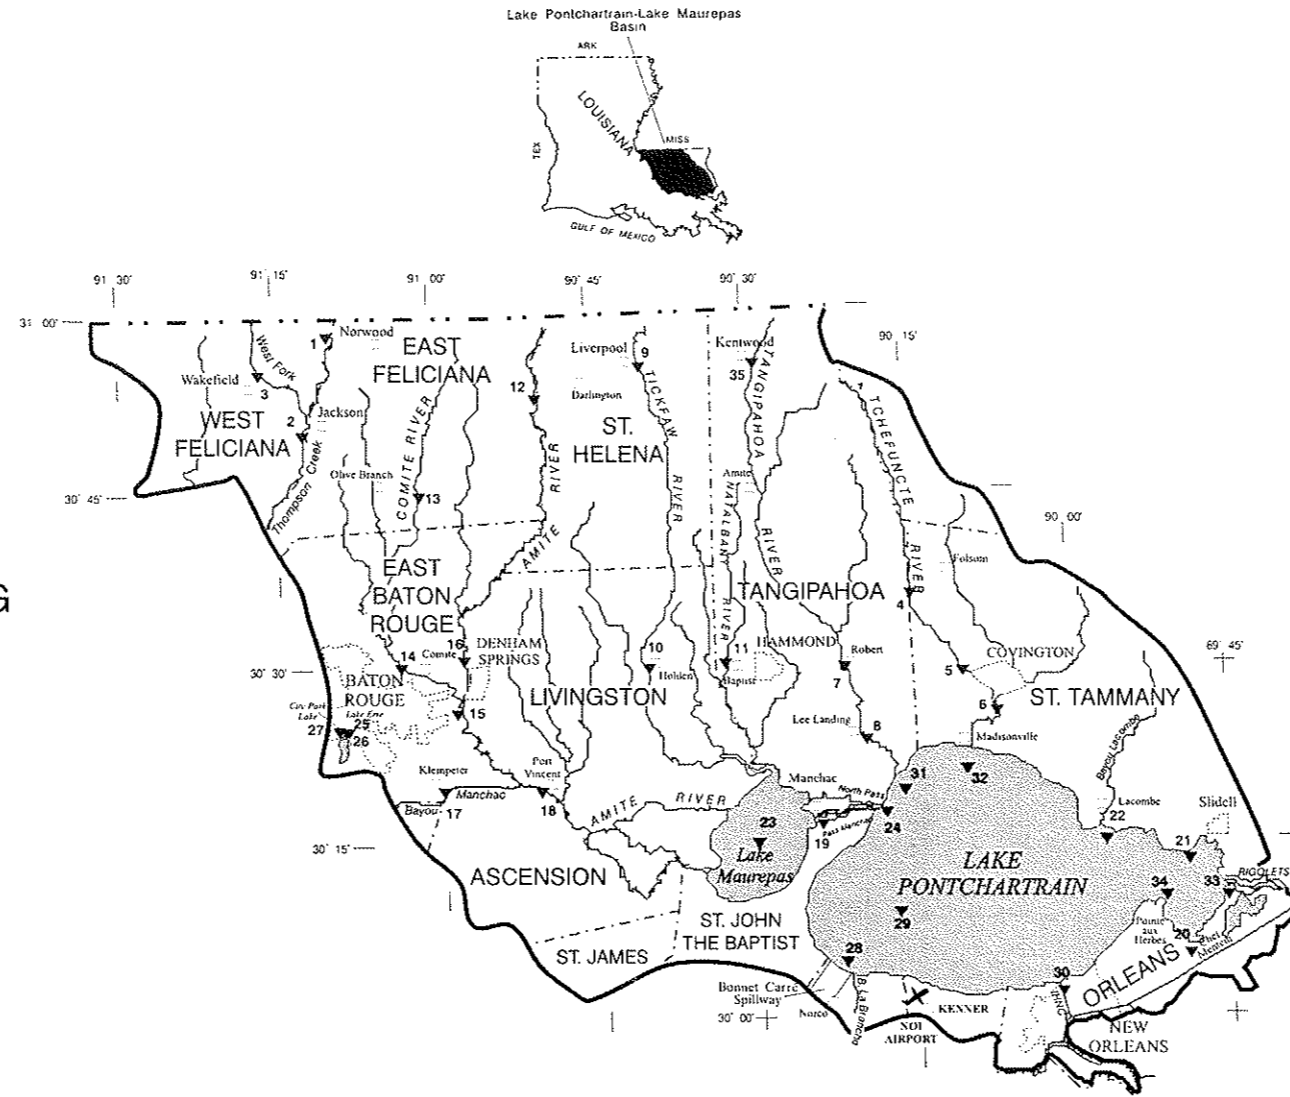 Lake Pontchartrain-Lake Maurepas
Basin
ARK
LOUISIANA
TEX
MISS
GULF OF MEXICO
91° 30'
91° 15'
91° 00'
90° 45'
90° 30'
31° 00'
90° 15'
1
Norwood
West Fork
EAST
FELICIANA
Liverpool
9
Kentwood
35
Wakefield
3
12
Darlington
TICKFAW
RIVER
TANGIPAHOA
RIVER
TCHEFUNCTE
RIVER
2
Jackson
WEST
FELICIANA
ST.
HELENA
COMITE RIVER
Olive Branch
13
Thompson Creek
AMITE
RIVER
Amite
NATALBANY
RIVER
30° 45'
90° 00'
Folsom
EAST
BATON
ROUGE
TANGIPAHOA
4
16
DENHAM
SPRINGS
HAMMOND
14
Comite
10
Holden
11
Baptist
Robert
7
5
COVINGTON
69° 45'
30° 30'
BATON
ROUGE
LIVINGSTON
ST. TAMMANY
6
City Park
Lake
Lake Erie
27
25
26
15
Lee Landing
8
Madisonville
Bayou Lacombe
Klempeter
Port
Vincent
Manchac
North Pass
31
32
Bayou
Manchac
17
18
AMITE
RIVER
23
Lake
Maurepas
19
Pass Manchac
24
Lacombe
22
Slidell
21
30° 15'
LAKE
PONTCHARTRAIN
ASCENSION
34
33
RIGOLETS
29
Pointe
aux
Herbes
20
Chef
Menteur
ST. JOHN
THE BAPTIST
ST. JAMES
28
30
ORLEANS
Bonnet Carré
Spillway
Norco
B. La Branche
KENNER
IHNC
30° 00'
NOI
AIRPORT
NEW
ORLEANS
G